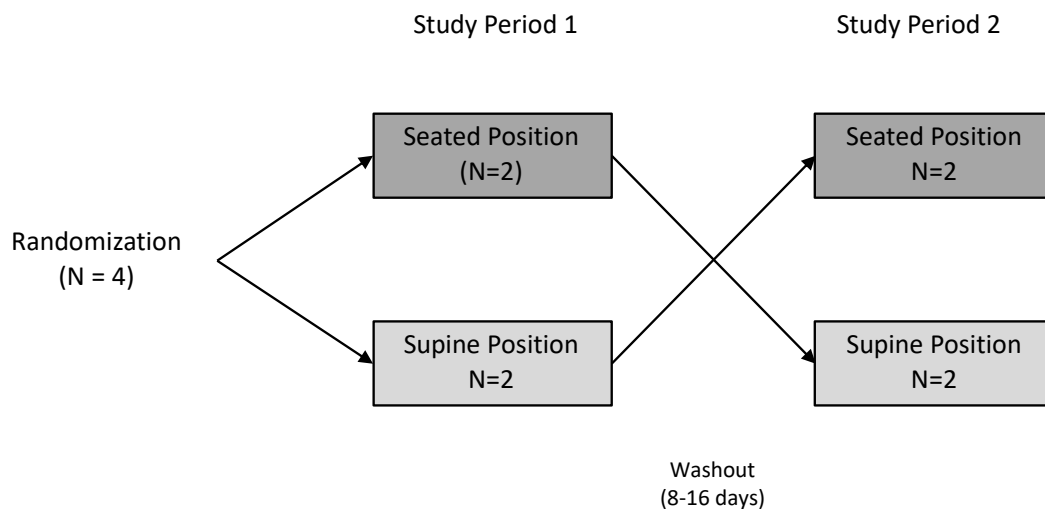 Study Period 1
Study Period 2
Seated Position
(N=2)
Seated Position
N=2
Randomization
(N = 4)
Supine Position
N=2
Supine Position
N=2
Washout
(8-16 days)